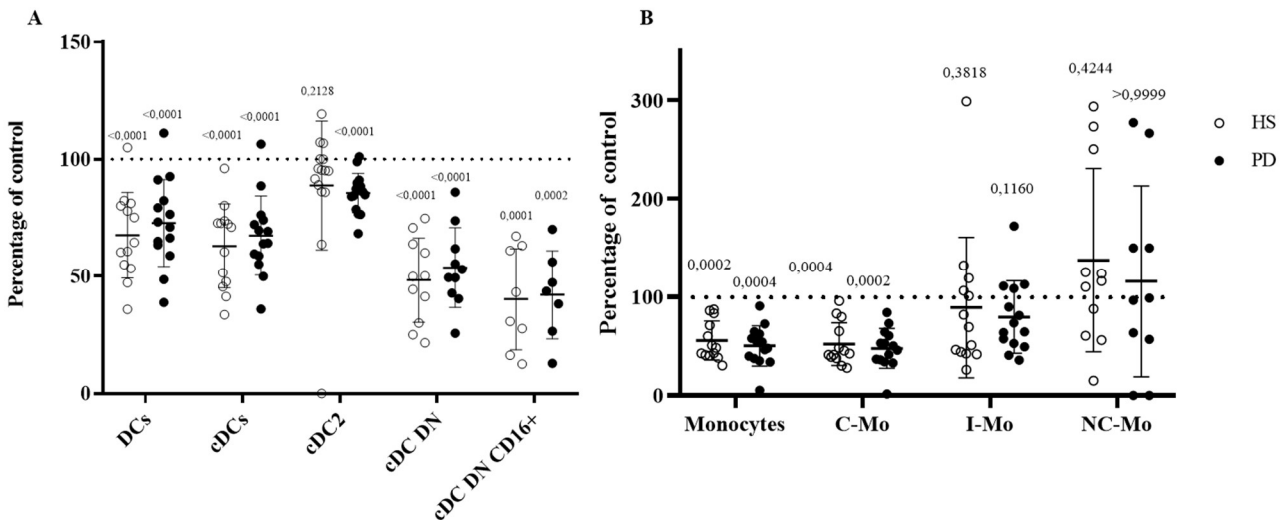 A
Percentage of control
150
100
50
0
<0,0001
<0,0001
<0,0001
<0,0001
0,2128
<0,0001
<0,0001
<0,0001
0,0001
0,0002
DCs
cDCs
cDC2
cDC DN
cDC DN CD16+
B
Percentage of control
300
200
100
0
0,0002
0,0004
0,0004
0,0002
0,3818
0,1160
0,4244
>0,9999
Monocytes
C-Mo
I-Mo
NC-Mo
HS
PD